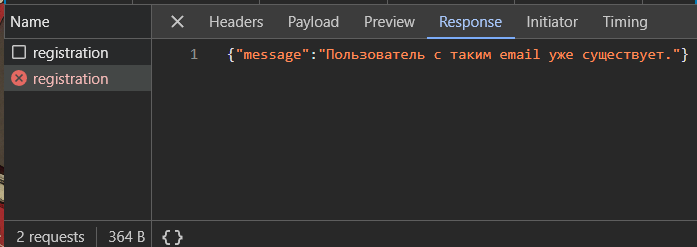 Name
Headers Payload Preview Response Initiator Timing
registration
registration
1 {"message":"Пользователь с таким email уже существует."}
2 requests 364 B { }